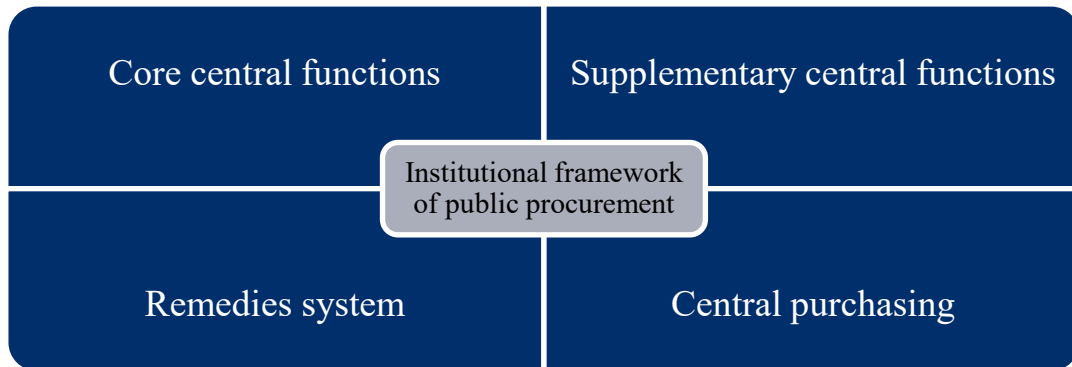 Core central functions
Supplementary central functions
Institutional framework
of public procurement
Remedies system
Central purchasing